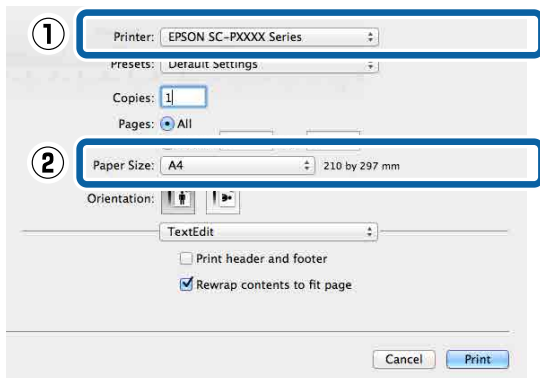 ① Printer: EPSON SC-PXXXX Series
Presets: Default Settings
Copies: 1
Pages: All
② Paper Size: A4 210 by 297 mm
Orientation:
TextEdit
Print header and footer
Rewrap contents to fit page
Cancel Print